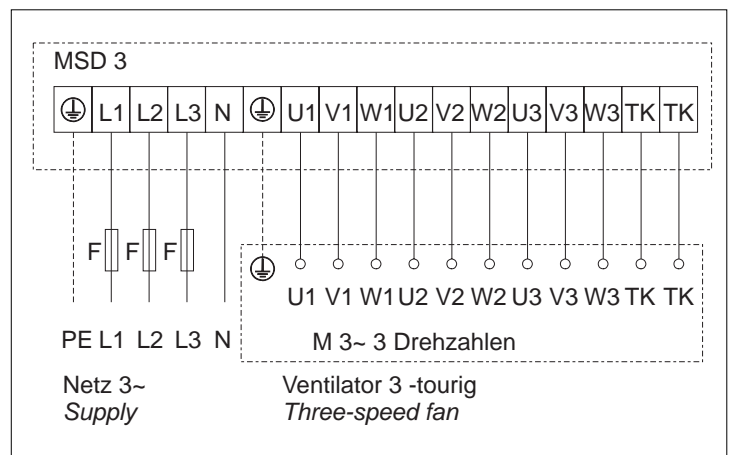 MSD 3
L1 L2 L3 N U1 V1 W1 U2 V2 W2 U3 V3 W3 TK TK
F F F
U1 V1 W1 U2 V2 W2 U3 V3 W3 TK TK
PE L1 L2 L3 N M 3~ 3 Drehzahlen
Netz 3~ Ventilator 3 -tourig
Supply Three-speed fan